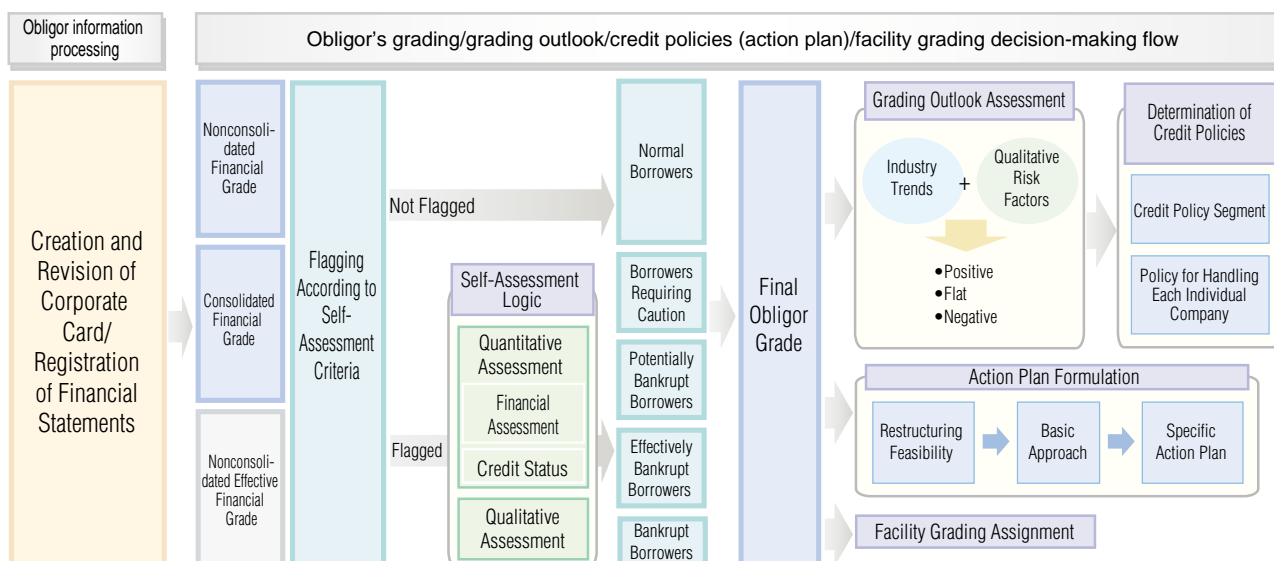 Obligor information
processing
Obligor's grading/grading outlook/credit policies (action plan)/facility grading decision-making flow
Creation and
Revision of
Corporate
Card/
Registration
of Financial
Statements
Nonconsoli-
dated
Financial
Grade
Consolidated
Financial
Grade
Nonconsoli-
dated Effective
Financial
Grade
Flagging
According to
Self-
Assessment
Criteria
Not Flagged
Flagged
Self-Assessment
Logic
Quantitative
Assessment
Financial
Assessment
Credit Status
Qualitative
Assessment
Normal
Borrowers
Borrowers
Requiring
Caution
Potentially
Bankrupt
Borrowers
Effectively
Bankrupt
Borrowers
Bankrupt
Borrowers
Final
Obligor
Grade
Grading Outlook Assessment
Industry
Trends
+
Qualitative
Risk
Factors
•Positive
•Flat
•Negative
Determination of
Credit Policies
Credit Policy Segment
Policy for Handling
Each Individual
Company
Action Plan Formulation
Restructuring
Feasibility
Basic
Approach
Specific
Action Plan
Facility Grading Assignment